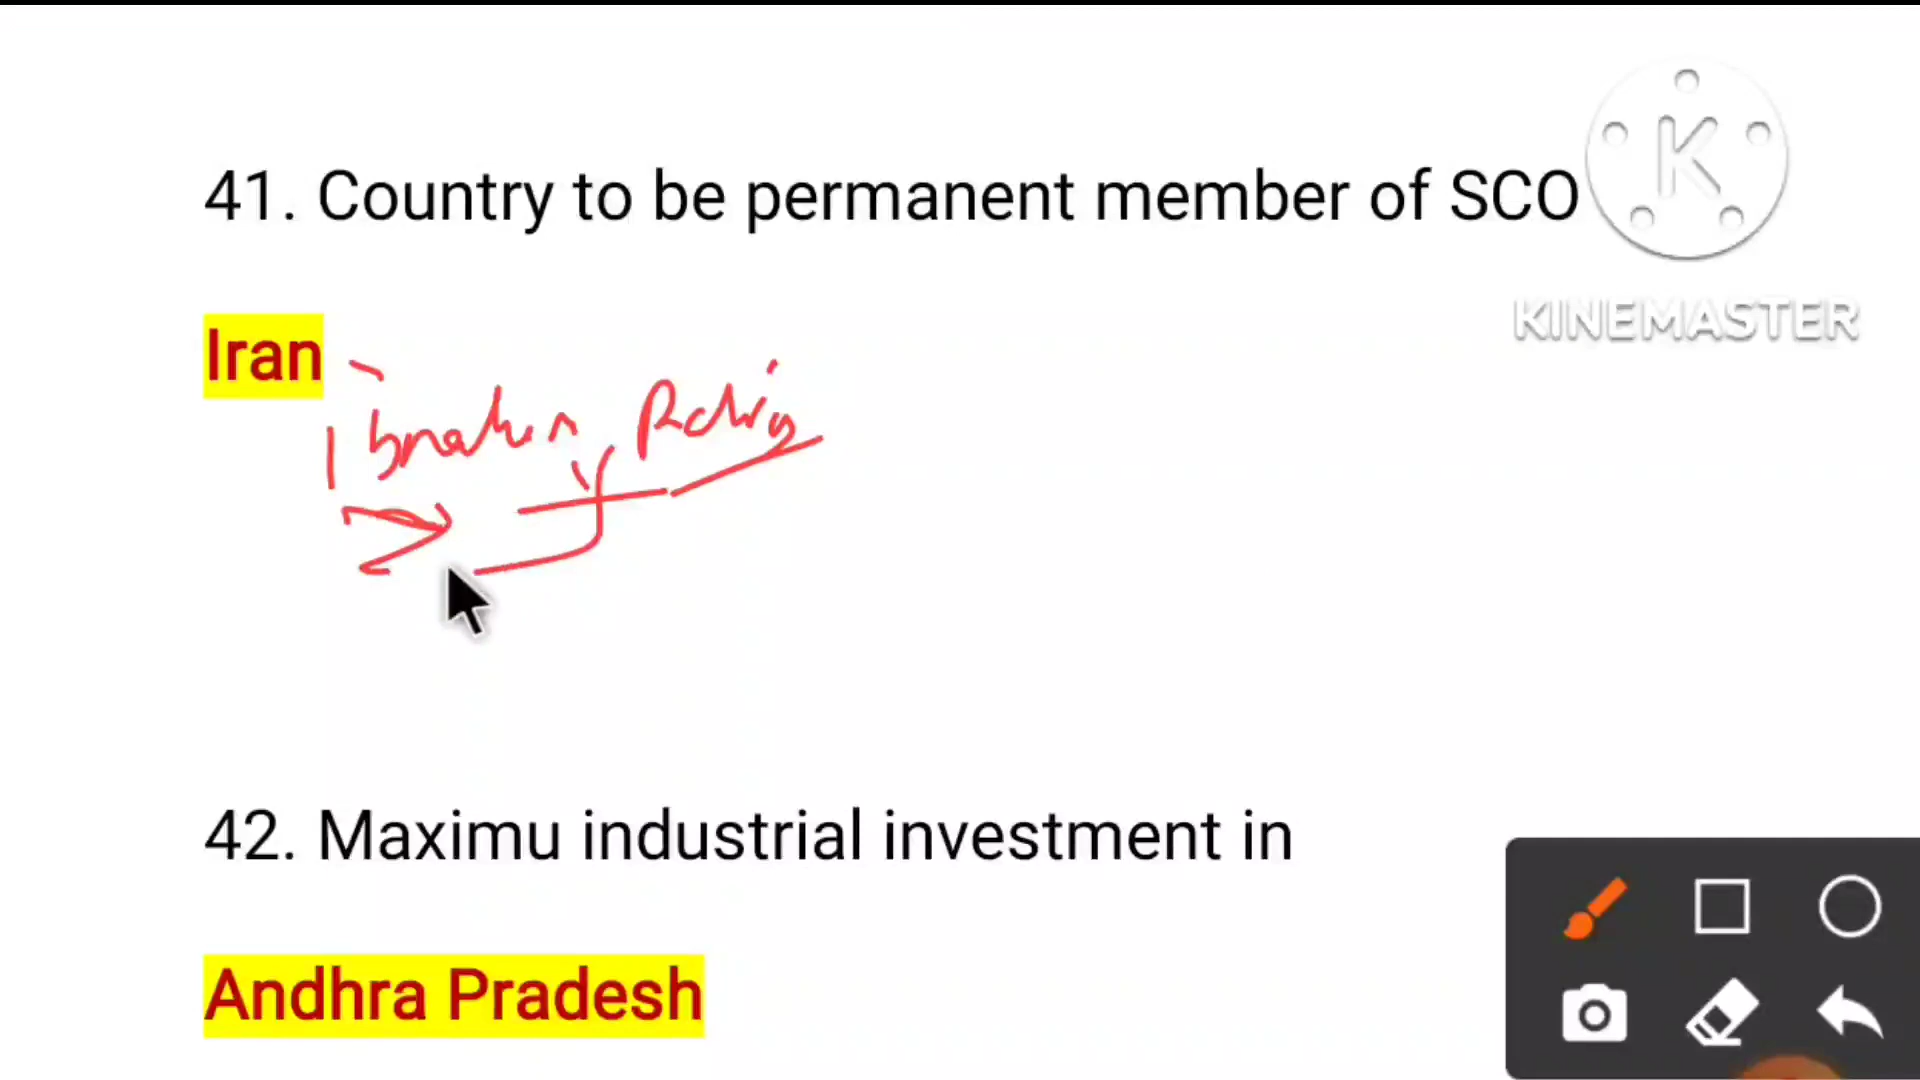 41. Country to be permanent member of SCO
K
KINEMASTER
Iran
42. Maximu industrial investment in
Andhra Pradesh